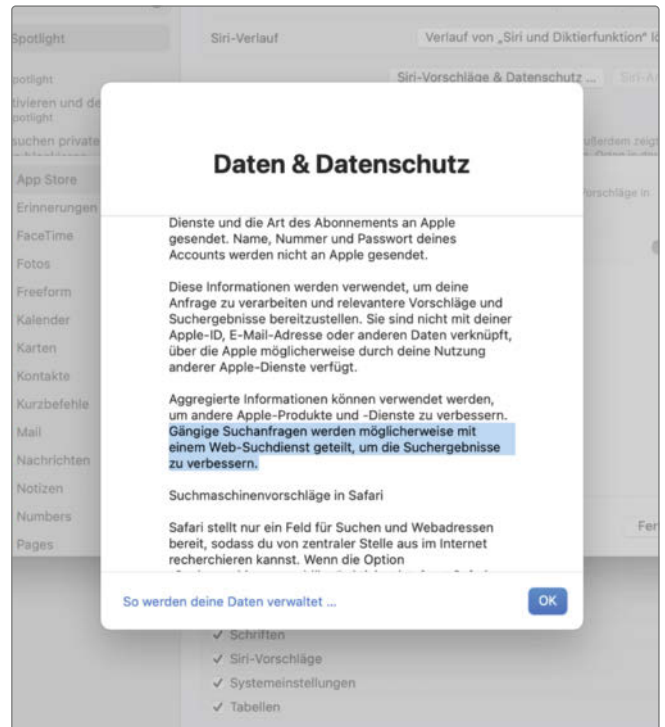 Spotlight
Siri-Verlauf
Verlauf von „Siri und Diktierfunktion“
Siri-Vorschläge & Datenschutz ...
App Store
Erinnerungen
FaceTime
Fotos
Freeform
Kalender
Karten
Kontakte
Kurzbefehle
Mail
Nachrichten
Notizen
Numbers
Pages
Daten & Datenschutz
Dienste und die Art des Abonnements an Apple
gesendet. Name, Nummer und Passwort deines
Accounts werden nicht an Apple gesendet.
Diese Informationen werden verwendet, um deine
Anfrage zu verarbeiten und relevantere Vorschläge und
Suchergebnisse bereitzustellen. Sie sind nicht mit deiner
Apple-ID, E-Mail-Adresse oder anderen Daten verknüpft,
über die Apple möglicherweise durch deine Nutzung
anderer Apple-Dienste verfügt.
Aggregierte Informationen können verwendet werden,
um andere Apple-Produkte und -Dienste zu verbessern.
Gängige Suchanfragen werden möglicherweise mit
einem Web-Suchdienst geteilt, um die Suchergebnisse
zu verbessern.
Suchmaschinenvorschläge in Safari
Safari stellt nur ein Feld für Suchen und Webadressen
bereit, sodass du von zentraler Stelle aus im Internet
recherchieren kannst. Wenn die Option
So werden deine Daten verwaltet ...
OK
✓ Schriften
✓ Siri-Vorschläge
✓ Systemeinstellungen
✓ Tabellen